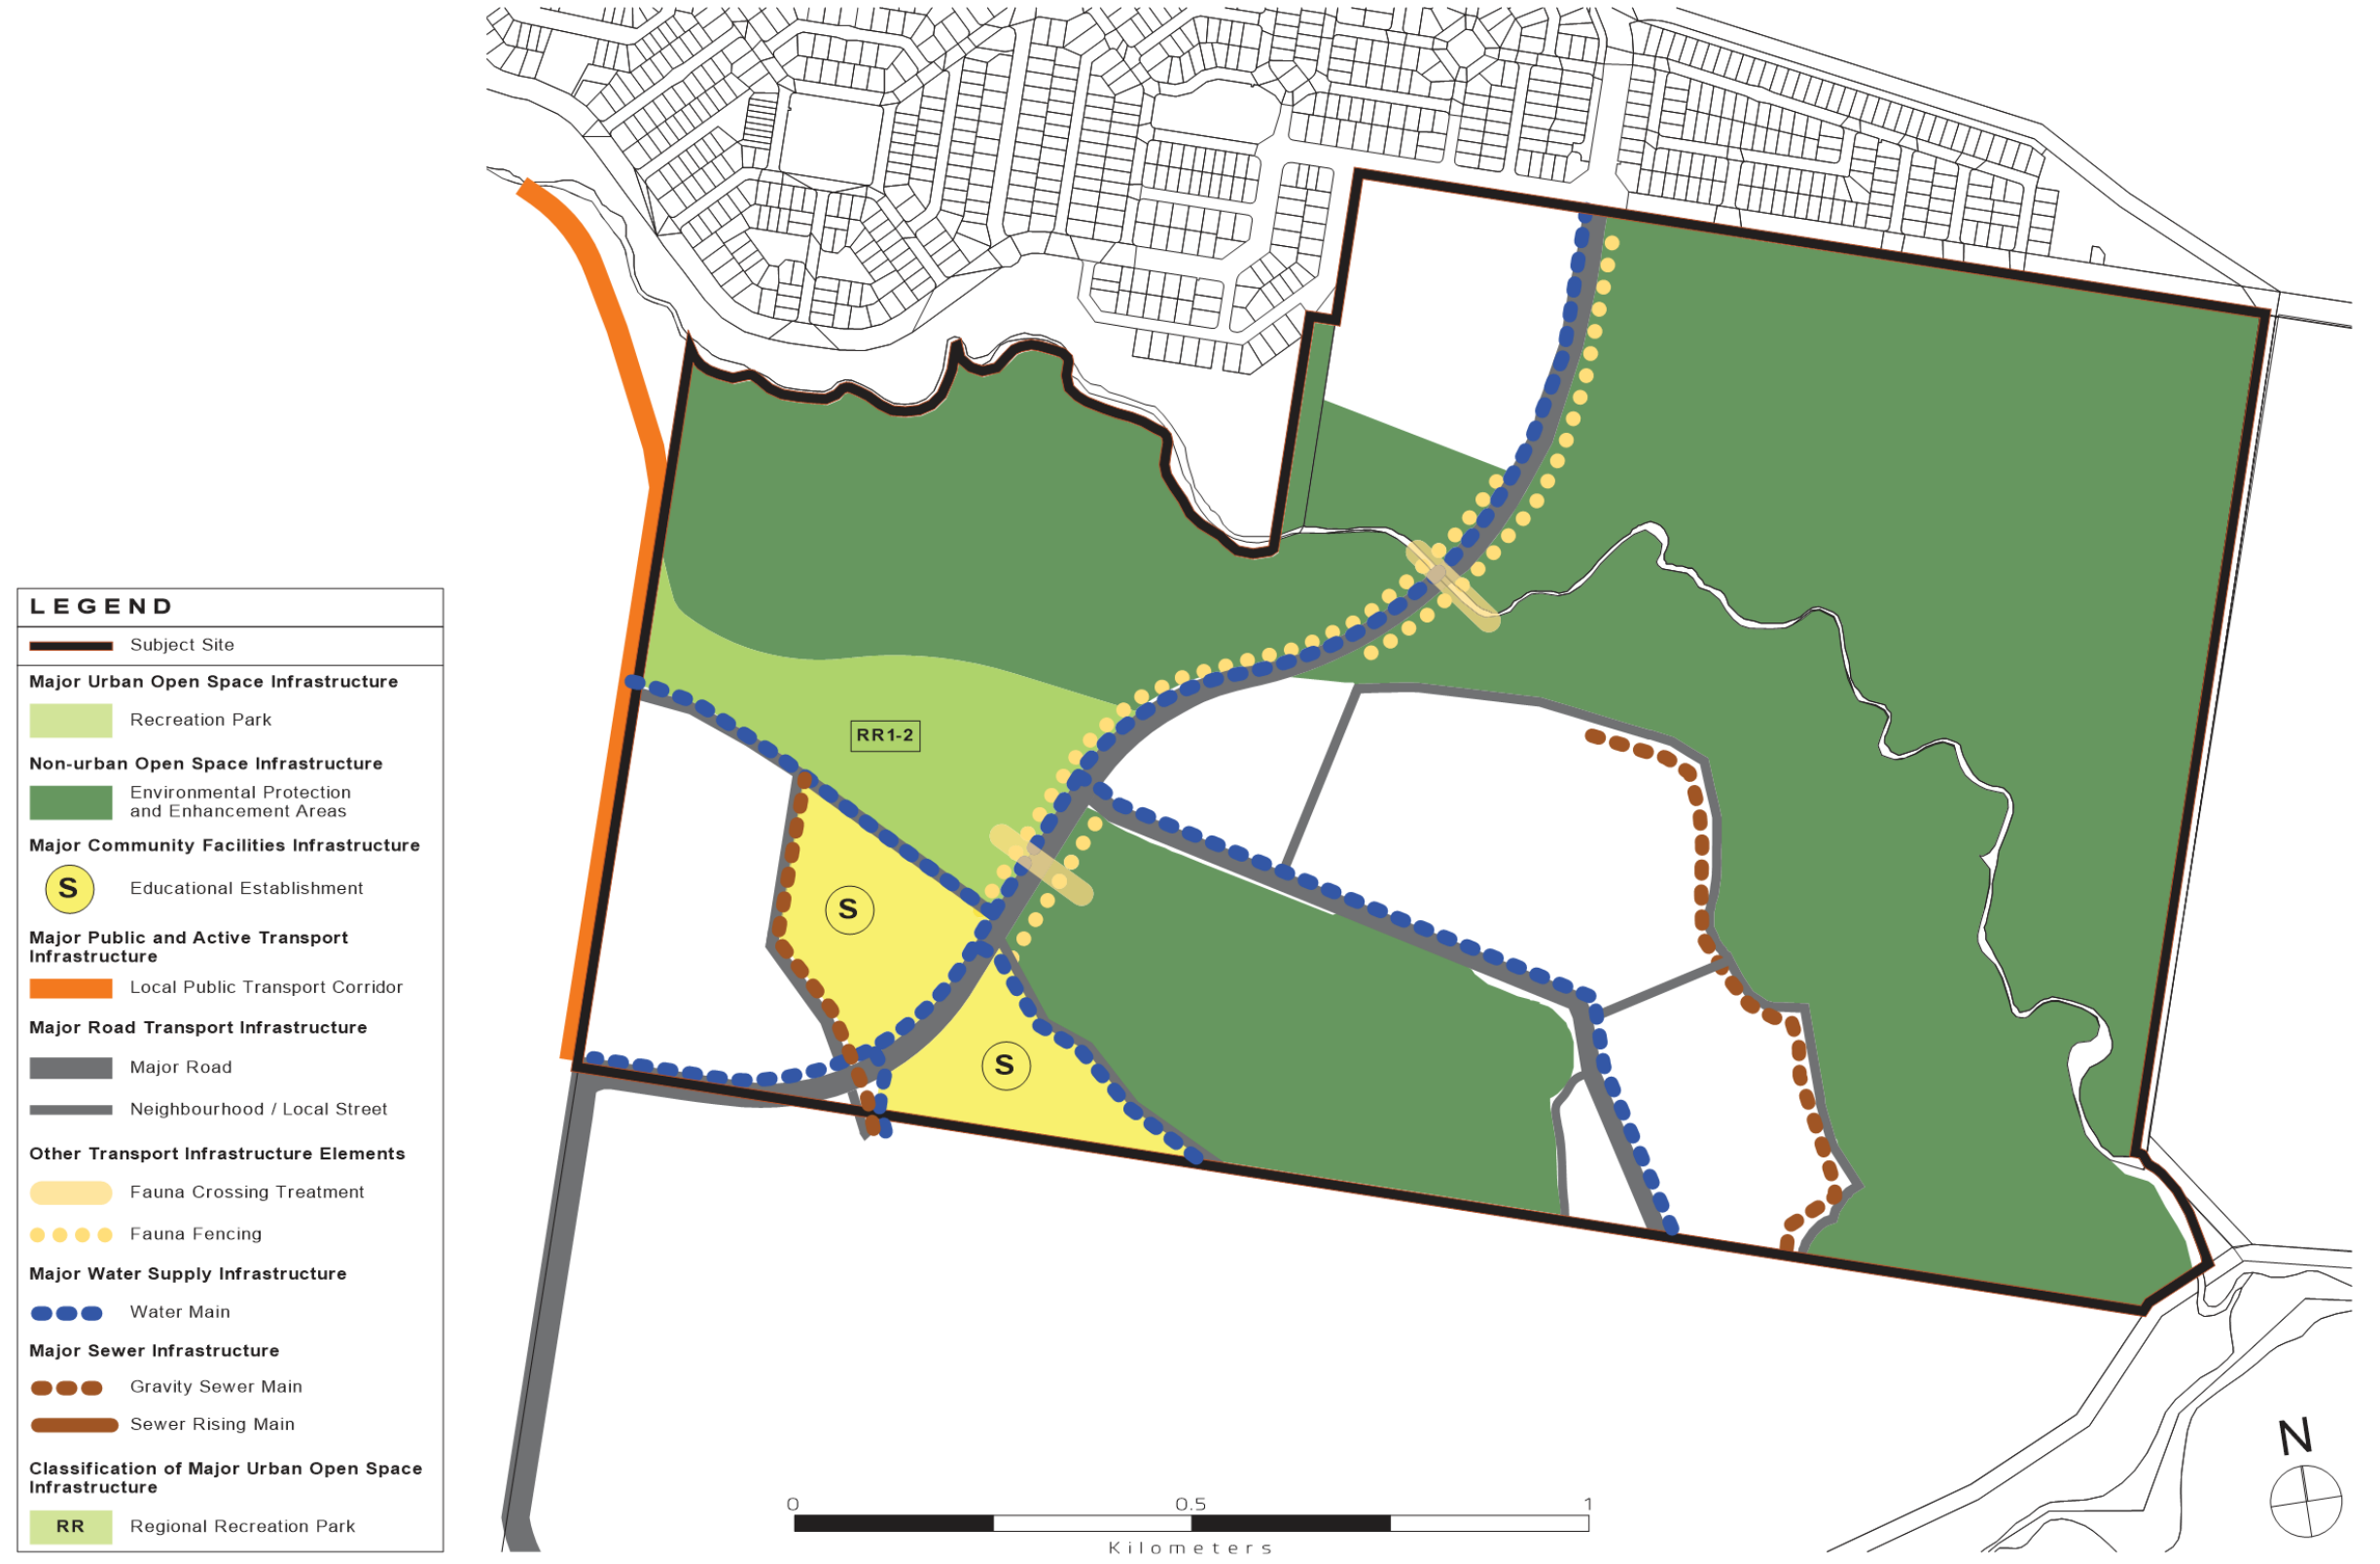 LEGEND
Subject Site
Major Urban Open Space Infrastructure
Recreation Park
Non-urban Open Space Infrastructure
Environmental Protection
and Enhancement Areas
Major Community Facilities Infrastructure
S
Educational Establishment
Major Public and Active Transport
Infrastructure
Local Public Transport Corridor
Major Road Transport Infrastructure
Major Road
Neighbourhood / Local Street
Other Transport Infrastructure Elements
Fauna Crossing Treatment
Fauna Fencing
Major Water Supply Infrastructure
Water Main
Major Sewer Infrastructure
Gravity Sewer Main
Sewer Rising Main
Classification of Major Urban Open Space
Infrastructure
RR
Regional Recreation Park
RR1-2
S
S
0 0.5 1
Kilometers
N